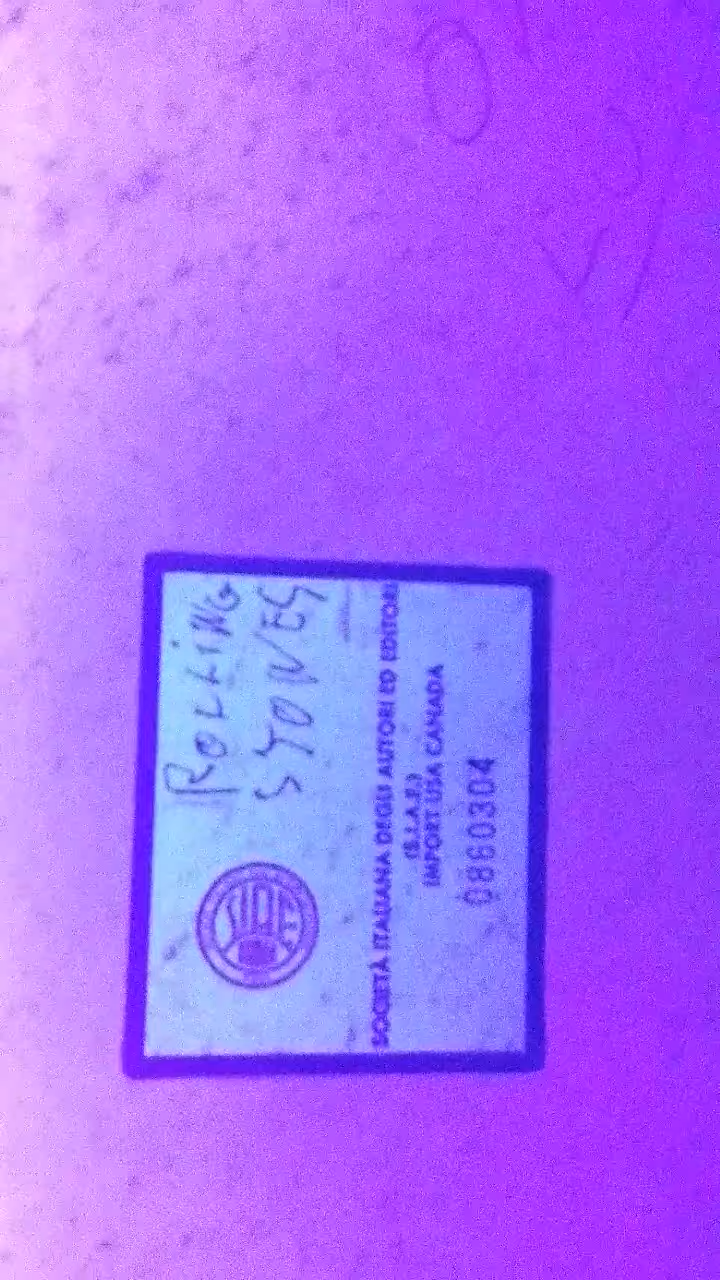 ROLLING
STONES
SOCIETÀ ITALIANA DEGLI AUTORI ED EDITORI
(S.I.A.E.)
IMPORT USA CANADA
0860304